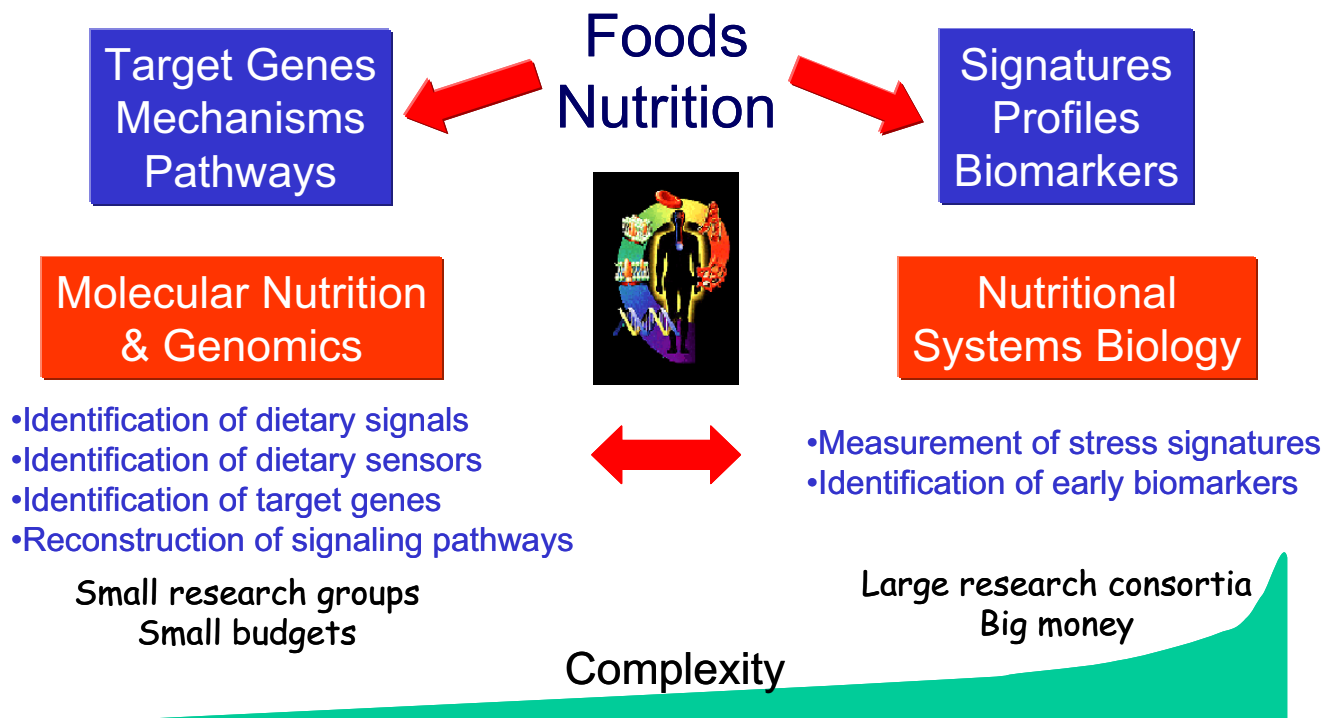 Foods
Nutrition
Target Genes
Mechanisms
Pathways
Signatures
Profiles
Biomarkers
Molecular Nutrition
& Genomics
Nutritional
Systems Biology
•Identification of dietary signals
•Identification of dietary sensors
•Identification of target genes
•Reconstruction of signaling pathways
•Measurement of stress signatures
•Identification of early biomarkers
Small research groups
Small budgets
Large research consortia
Big money
Complexity